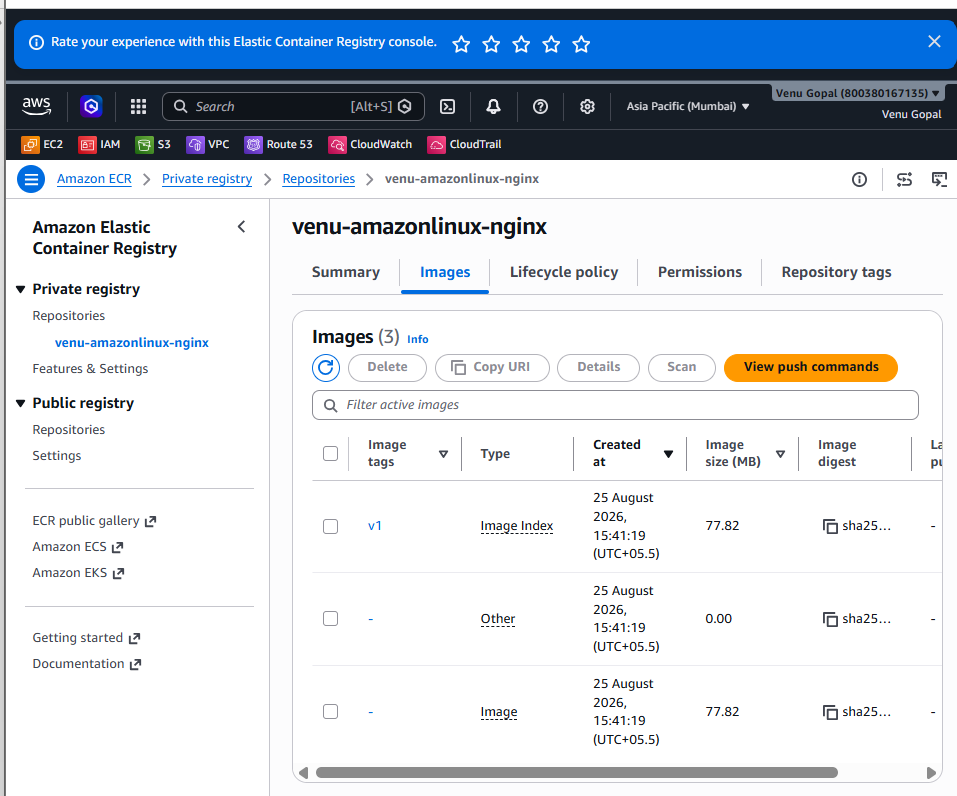 Rate your experience with this Elastic Container Registry console.
aws
Search [Alt+S]
Asia Pacific (Mumbai)
Venu Gopal (800380167135)
Venu Gopal
EC2 IAM S3 VPC Route 53 CloudWatch CloudTrail
Amazon ECR Private registry Repositories venu-amazonlinux-nginx
Amazon Elastic
Container Registry
Private registry
Repositories
venu-amazonlinux-nginx
Features & Settings
Public registry
Repositories
Settings
ECR public gallery
Amazon ECS
Amazon EKS
Getting started
Documentation
venu-amazonlinux-nginx
Summary Images Lifecycle policy Permissions Repository tags
Images (3) Info
Delete Copy URI Details Scan View push commands
Filter active images
Image tags Type Created at Image size (MB) Image digest
v1 Image Index 25 August 2026, 15:41:19 (UTC+05.5) 77.82 sha25... -
- Other 25 August 2026, 15:41:19 (UTC+05.5) 0.00 sha25... -
- Image 25 August 2026, 15:41:19 (UTC+05.5) 77.82 sha25... -